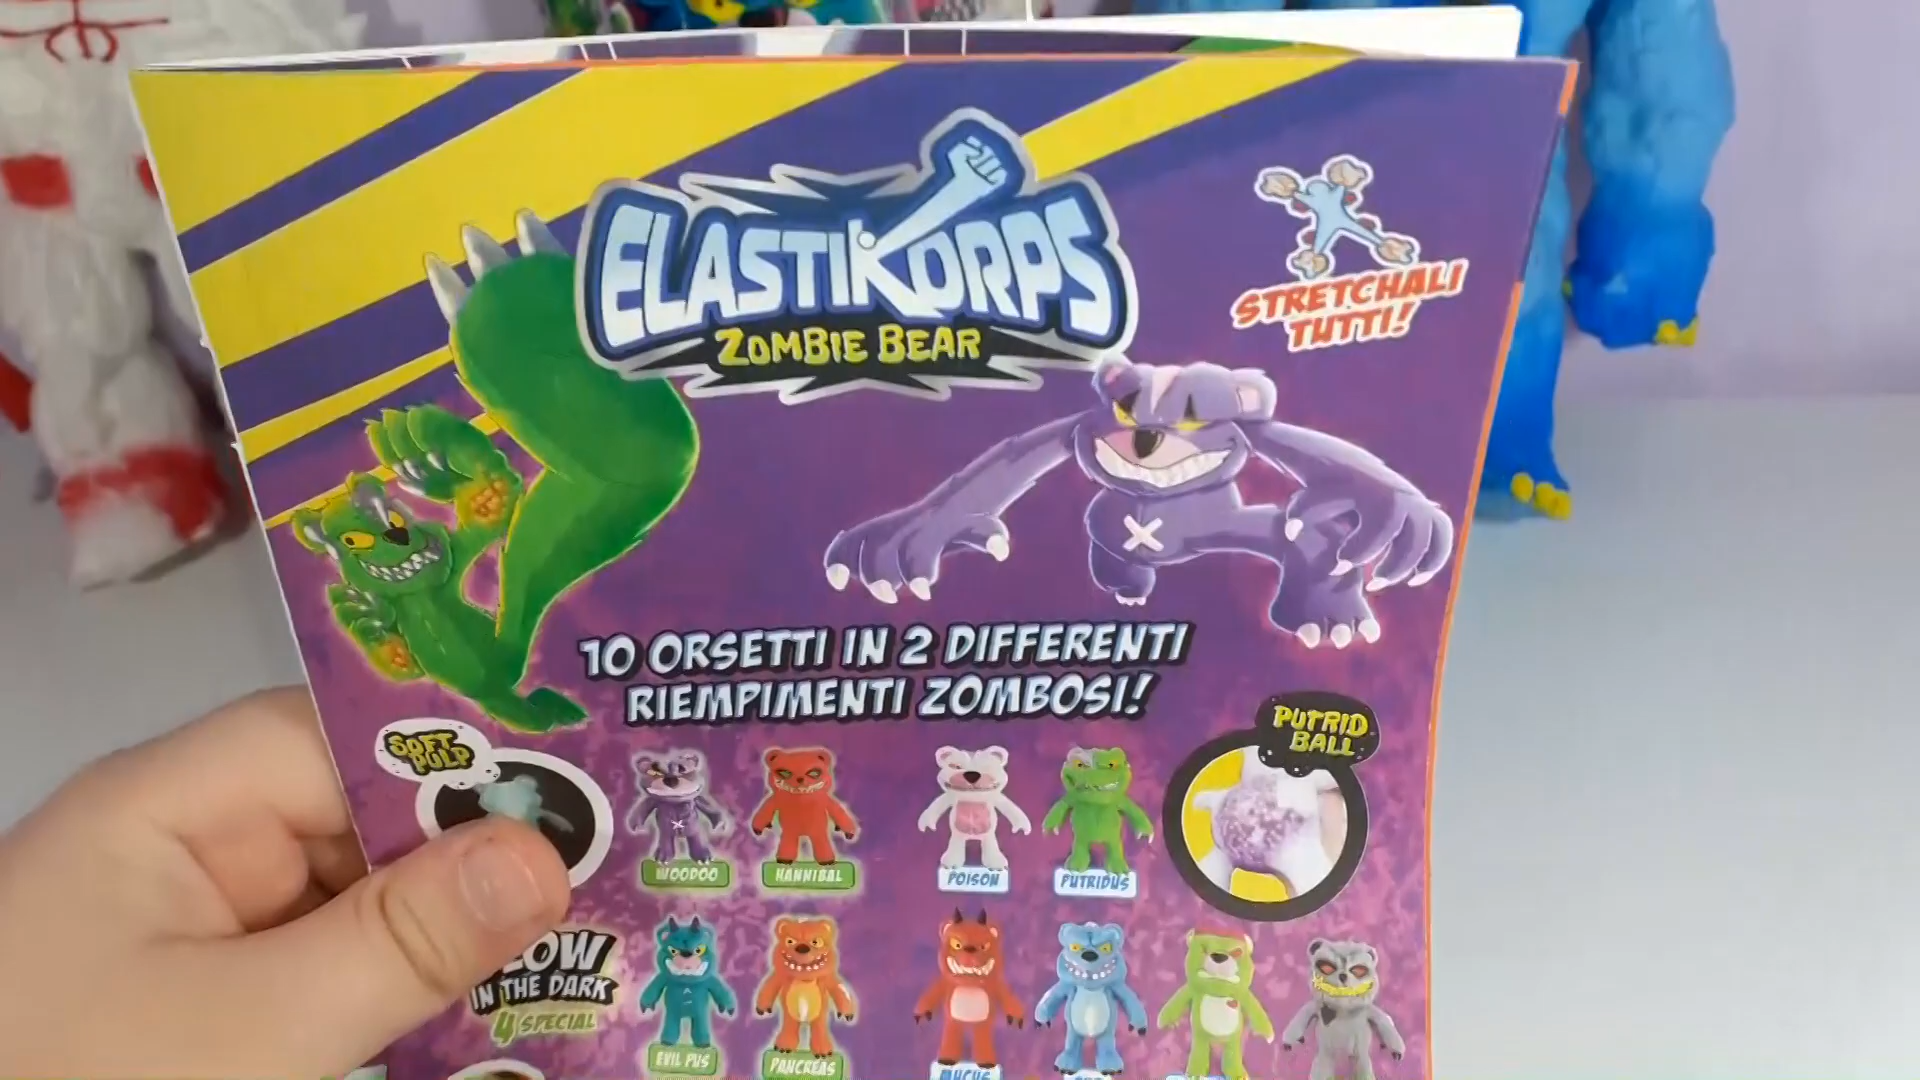 ELASTIKORPS
ZOMBIE BEAR
STRETCHALI
TUTTI!
10 ORSETTI IN 2 DIFFERENTI
RIEMPIMENTI ZOMBOSI!
SOFT
PULP
PUTRID
BALL
WOODOO
HANNIBAL
POISON
PUTRIDUS
IN THE DARK
4 SPECIAL
EVIL PUS
PANCREAS
MUCUS